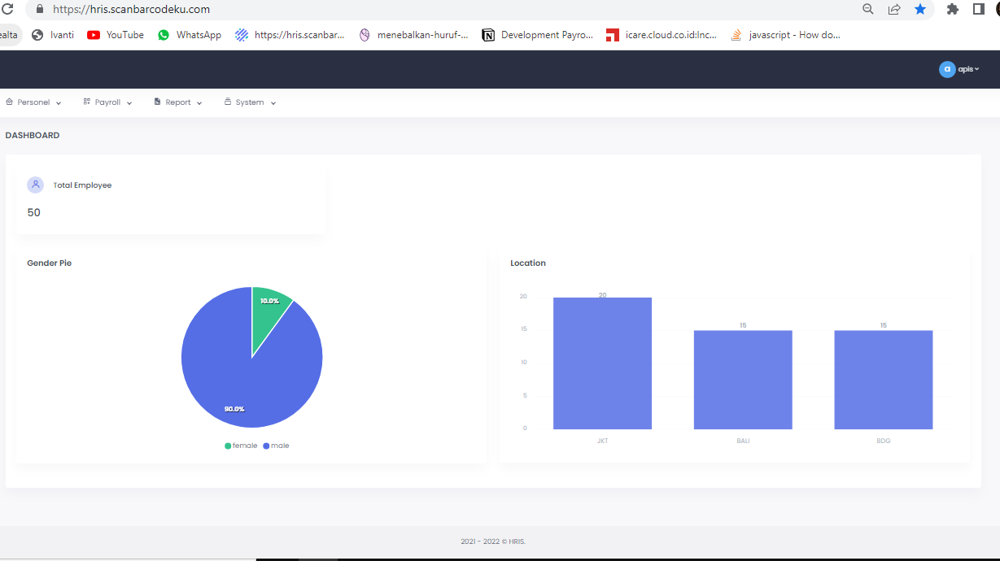 https://hris.scanbarcodeku.com
ealta Ivanti YouTube WhatsApp https://hris.scanbar... menebalkan-huruf-... Development Payro... icare.cloud.co.id:Inc... javascript - How do...
a apis
Personel Payroll Report System
DASHBOARD
Total Employee
50
Gender Pie
10.0%
90.0%
female male
Location
20
15
10
5
0
20
15
15
JKT BALI BDG
2021 - 2022 © HRIS.